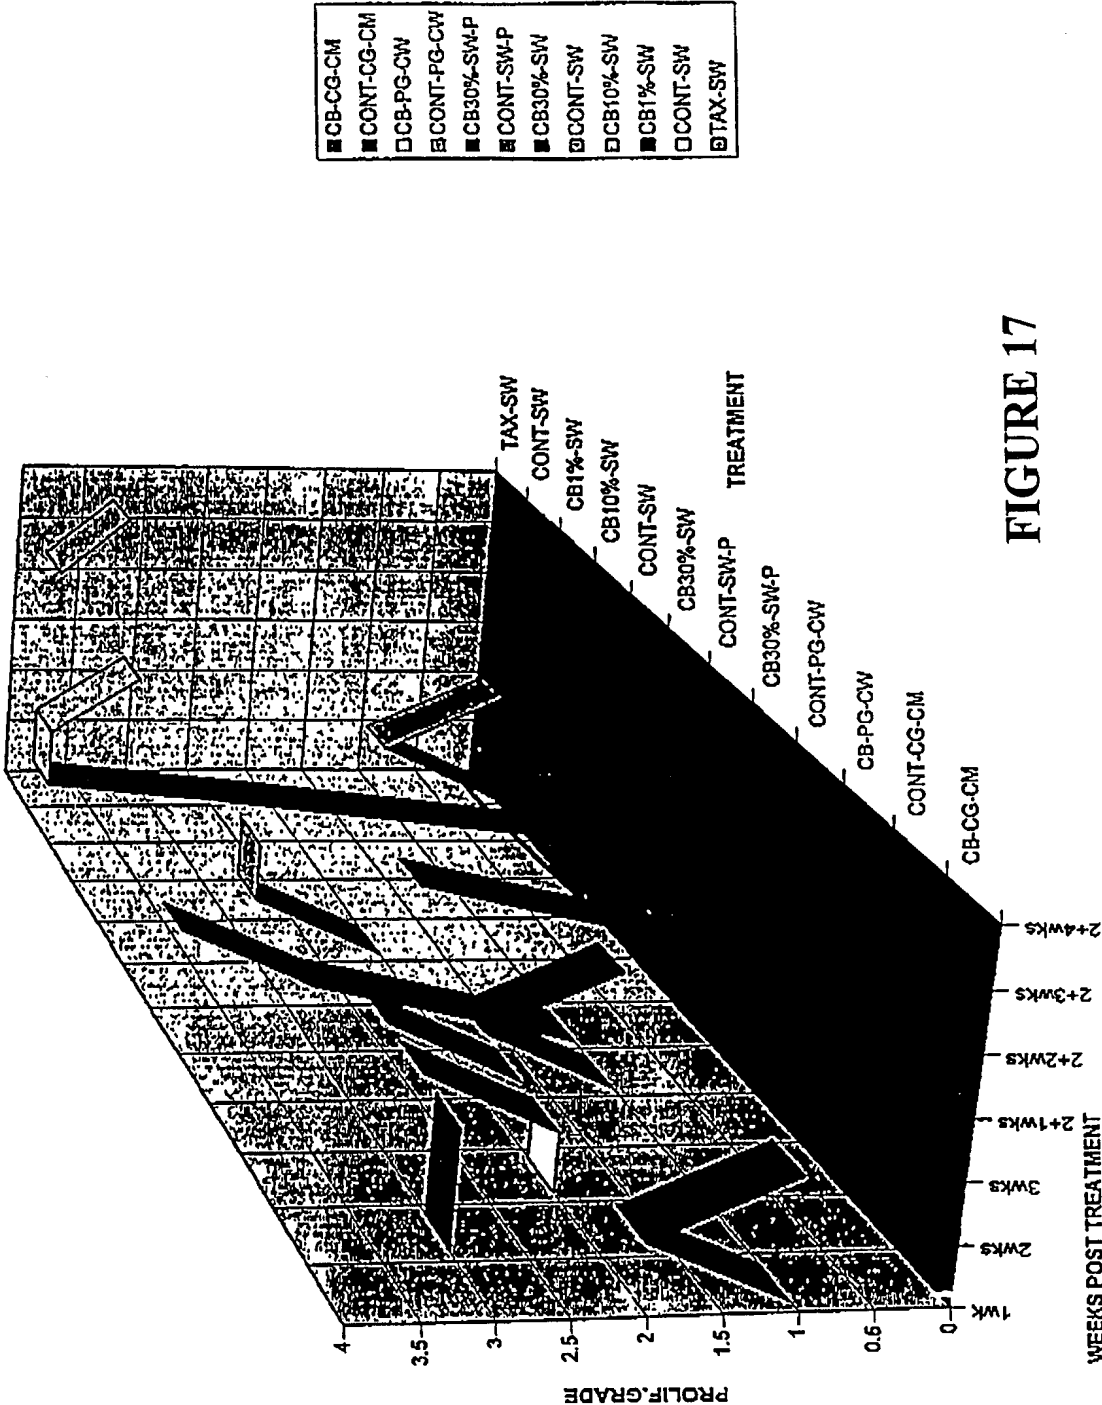 CB-CG-CM
CONT-CG-CM
CB-PG-CW
CONT-PG-CW
CB30%-SW-P
CONT-SW-P
CB30%-SW
CONT-SW
CB10%-SW
CB1%-SW
CONT-SW
TAX-SW
PROLIF.GRADE
4
3.5
3
2.5
2
1.5
1
0.5
0
1wk
2wks
3wks
2+1wks
2+2wks
2+3wks
2+4wks
WEEKS POST TREATMENT
TAX-SW
CONT-SW
CB1%-SW
CB10%-SW
CONT-SW
CB30%-SW
CONT-SW-P
CB30%-SW-P
CONT-PG-CW
CB-PG-CW
CONT-CG-CM
CB-CG-CM
TREATMENT
FIGURE 17